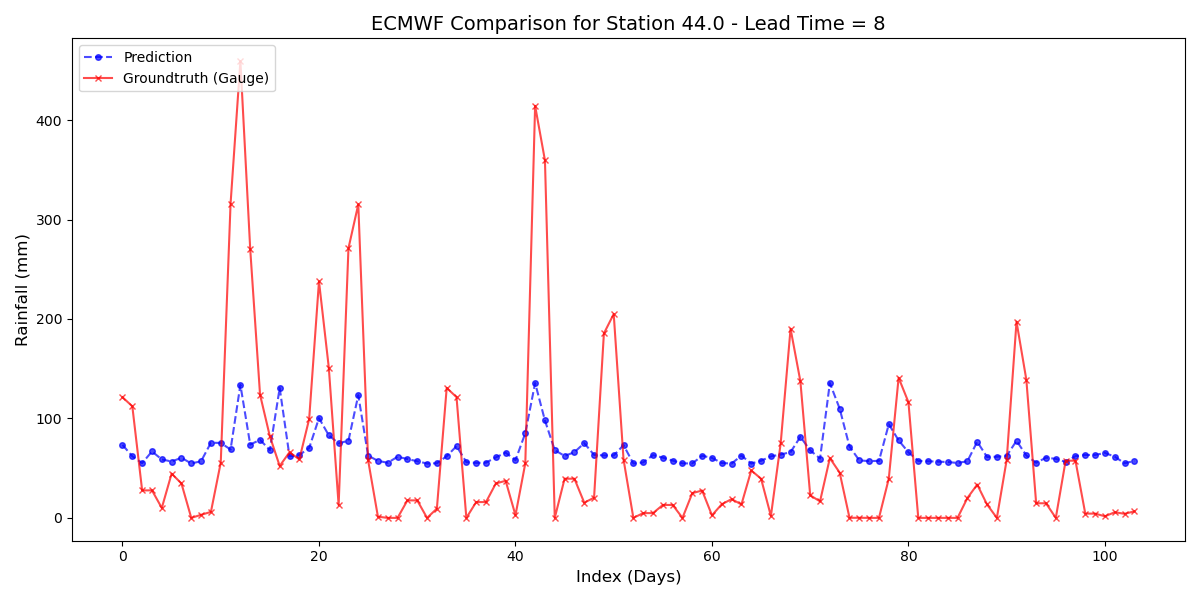 ECMWF Comparison for Station 44.0 - Lead Time = 8
Prediction
Groundtruth (Gauge)
Rainfall (mm)
400
300
200
100
0
0 20 40 60 80 100
Index (Days)